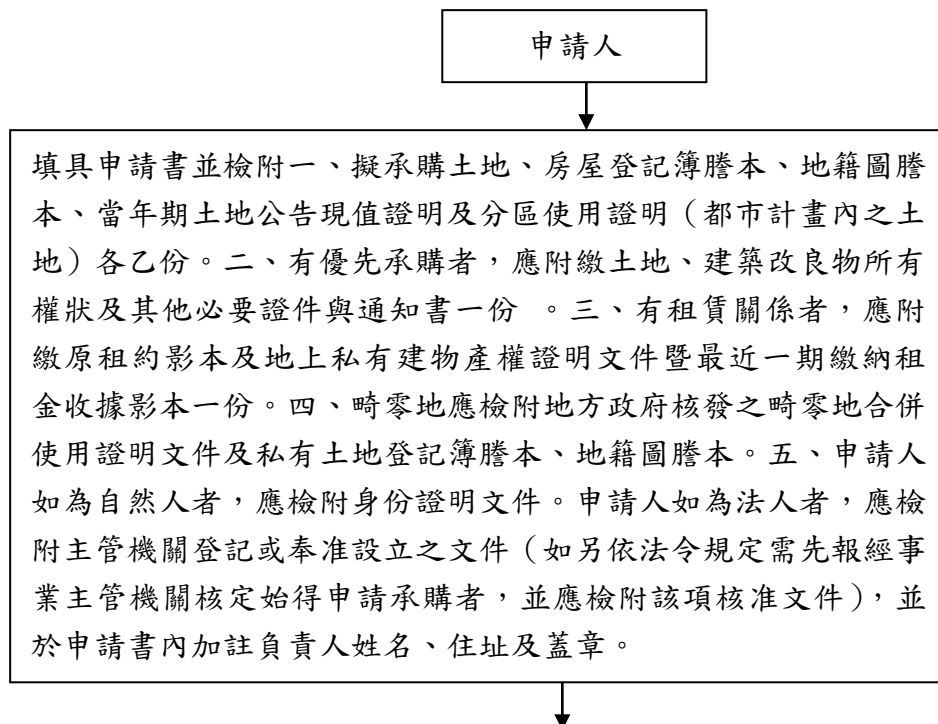 申請人
填具申請書並檢附一、擬承購土地、房屋登記簿謄本、地籍圖謄
本、當年期土地公告現值證明及分區使用證明（都市計畫內之土
地）各乙份。二、有優先承購者，應附繳土地、建築改良物所有
權狀及其他必要證件與通知書一份 。三、有租賃關係者，應附
繳原租約影本及地上私有建物產權證明文件暨最近一期繳納租
金收據影本一份。四、畸零地應檢附地方政府核發之畸零地合併
使用證明文件及私有土地登記簿謄本、地籍圖謄本。五、申請人
如為自然人者，應檢附身份證明文件。申請人如為法人者，應檢
附主管機關登記或奉准設立之文件（如另依法令規定需先報經事
業主管機關核定始得申請承購者，並應檢附該項核准文件），並
於申請書內加註負責人姓名、住址及蓋章。